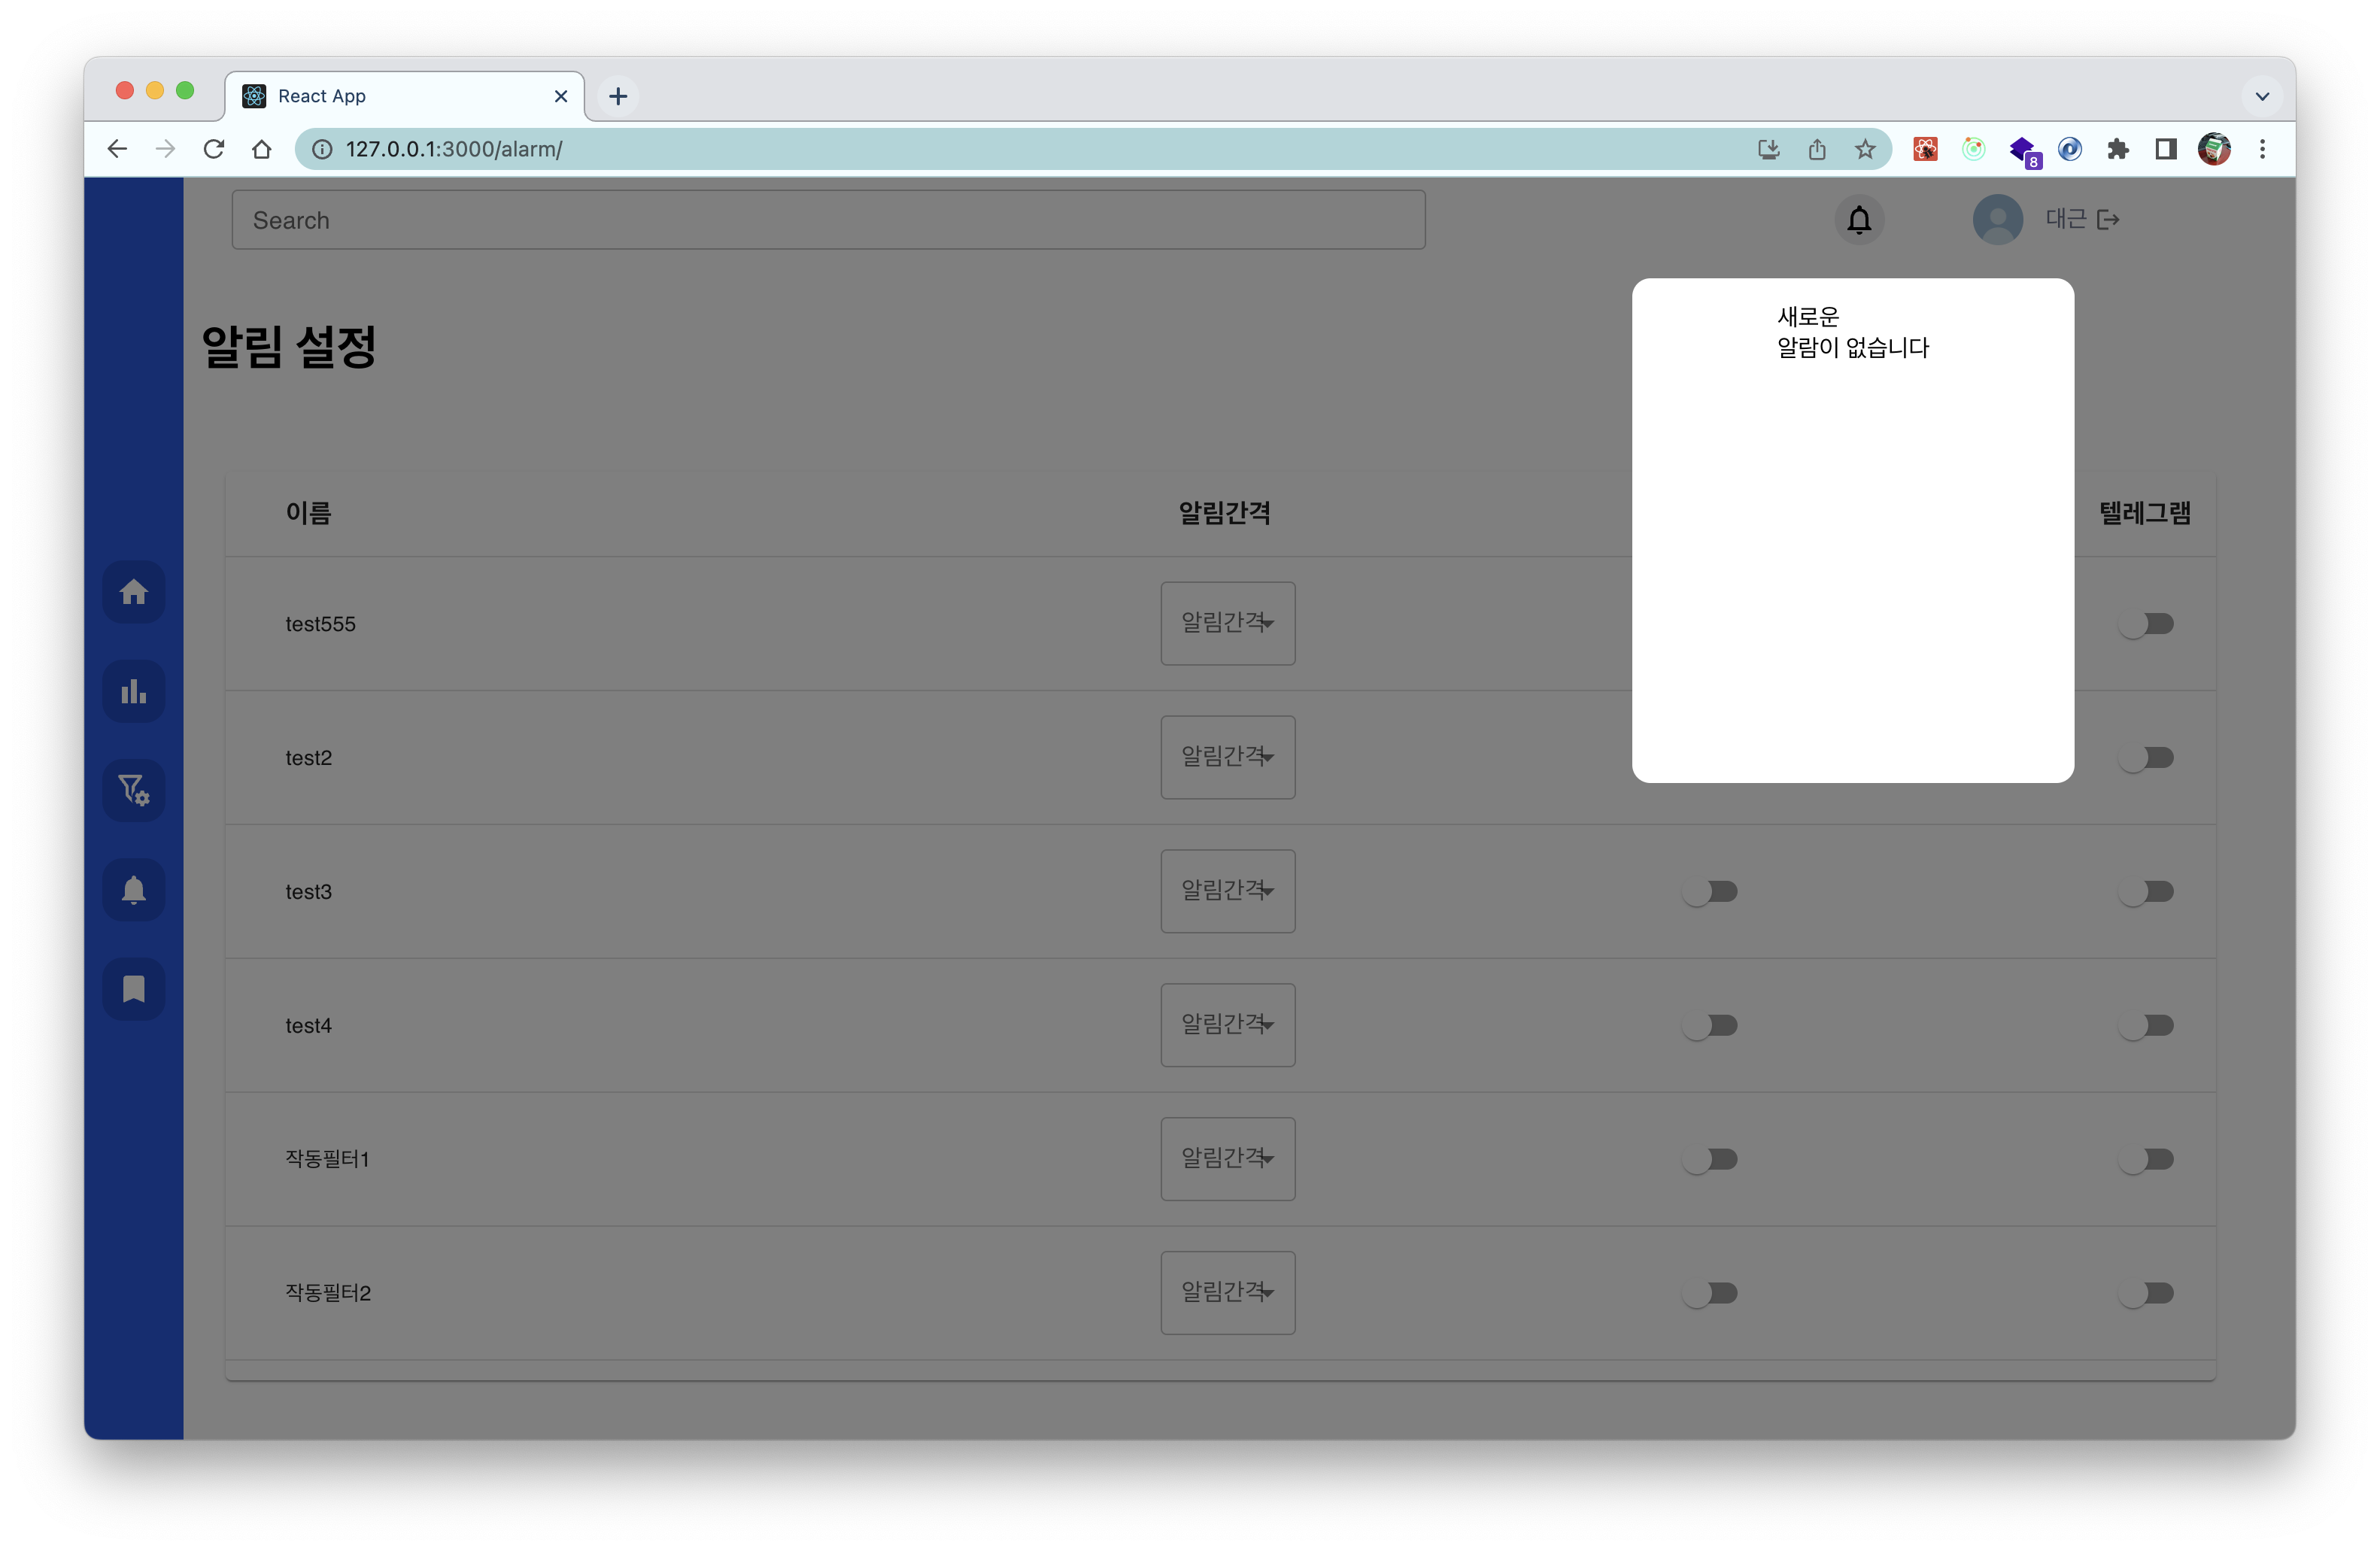 React App
127.0.0.1:3000/alarm/
8
Search
대근
알림 설정
새로운
알람이 없습니다
이름
알림간격
텔레그램
test555
알림간격
test2
알림간격
test3
알림간격
test4
알림간격
작동필터1
알림간격
작동필터2
알림간격